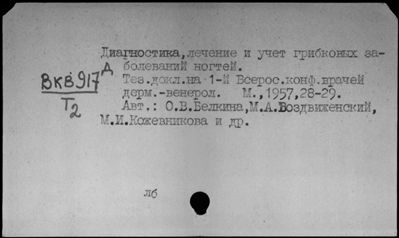 Диагностика,лечение и учет грибковых за-
болеваний ногтей.
Д
ВКВ917
Т2
Тез.докл.на 1-й Всерос.конф.врачей
дерм.-венерол. М.,1957,28-29.
Авт.: О.В.Белкина,М.А.Воздвиженский,
М.И.Кожевникова и др.
лб